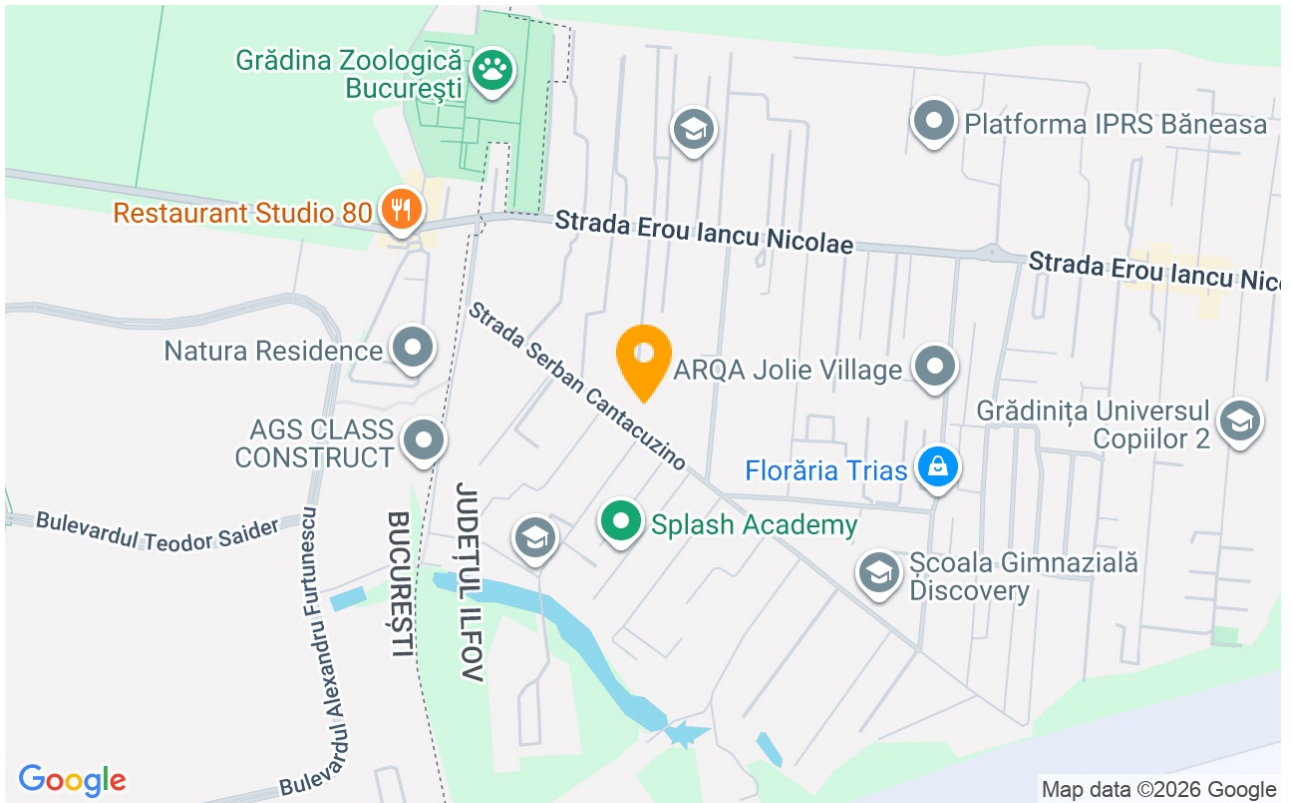 Grădina Zoologică
București
Platforma IPRS Băneasa
Restaurant Studio 80
Strada Erou Iancu Nicolae
Strada Erou Iancu Nic
Strada Serban Cantacuzino
Natura Residence
ARQA Jolie Village
Grădinița Universul
Copiilor 2
AGS CLASS
CONSTRUCT
Florăria Trias
Bulevardul Teodor Saider
BUCUREȘTI
JUDEȚUL ILFOV
Splash Academy
Școala Gimnazială
Discovery
Bulevardul Alexandru Furtunescu
Google
Map data ©2026 Google